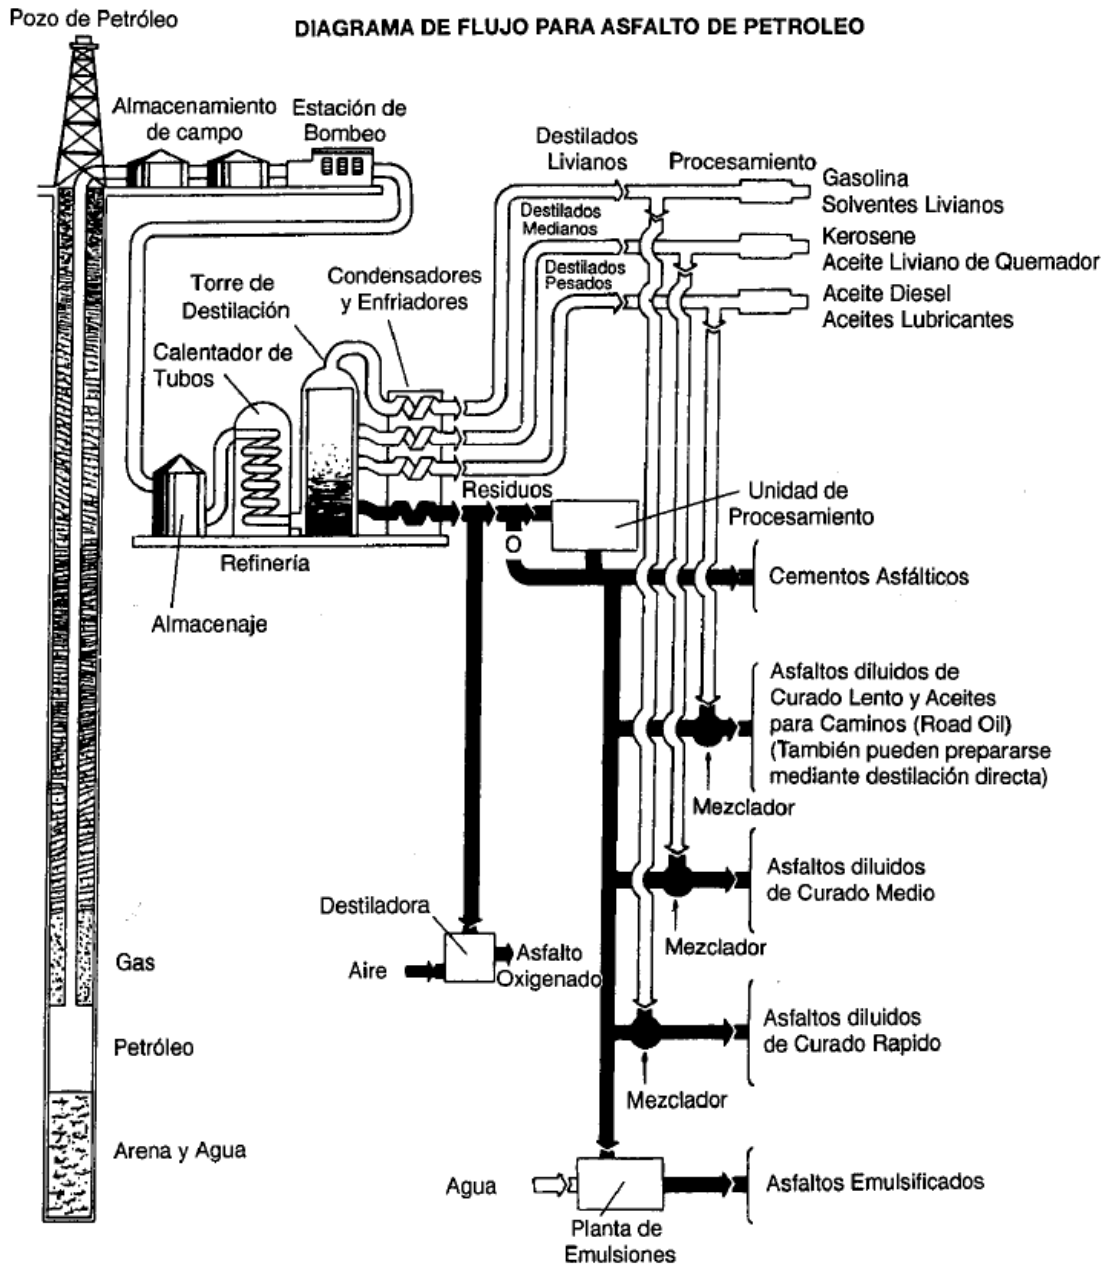 Pozo de Petróleo
DIAGRAMA DE FLUJO PARA ASFALTO DE PETROLEO
Almacenamiento
de campo
Estación de
Bombeo
Destilados
Livianos
Procesamiento
Gasolina
Solventes Livianos
Destilados
Medianos
Kerosene
Aceite Liviano de Quemador
Destilados
Pesados
Aceite Diesel
Aceites Lubricantes
Torre de
Destilación
Condensadores
y Enfriadores
Calentador de
Tubos
Residuos
Unidad de
Procesamiento
O
Refinería
Almacenaje
Cementos Asfálticos
Asfaltos diluidos de
Curado Lento y Aceites
para Caminos (Road Oil)
(También pueden prepararse
mediante destilación directa)
Mezclador
Asfaltos diluidos
de Curado Medio
Mezclador
Destiladora
Aire
Asfalto
Oxigenado
Gas
Petróleo
Arena y Agua
Asfaltos diluidos
de Curado Rapido
Mezclador
Agua
Asfaltos Emulsificados
Planta de
Emulsiones